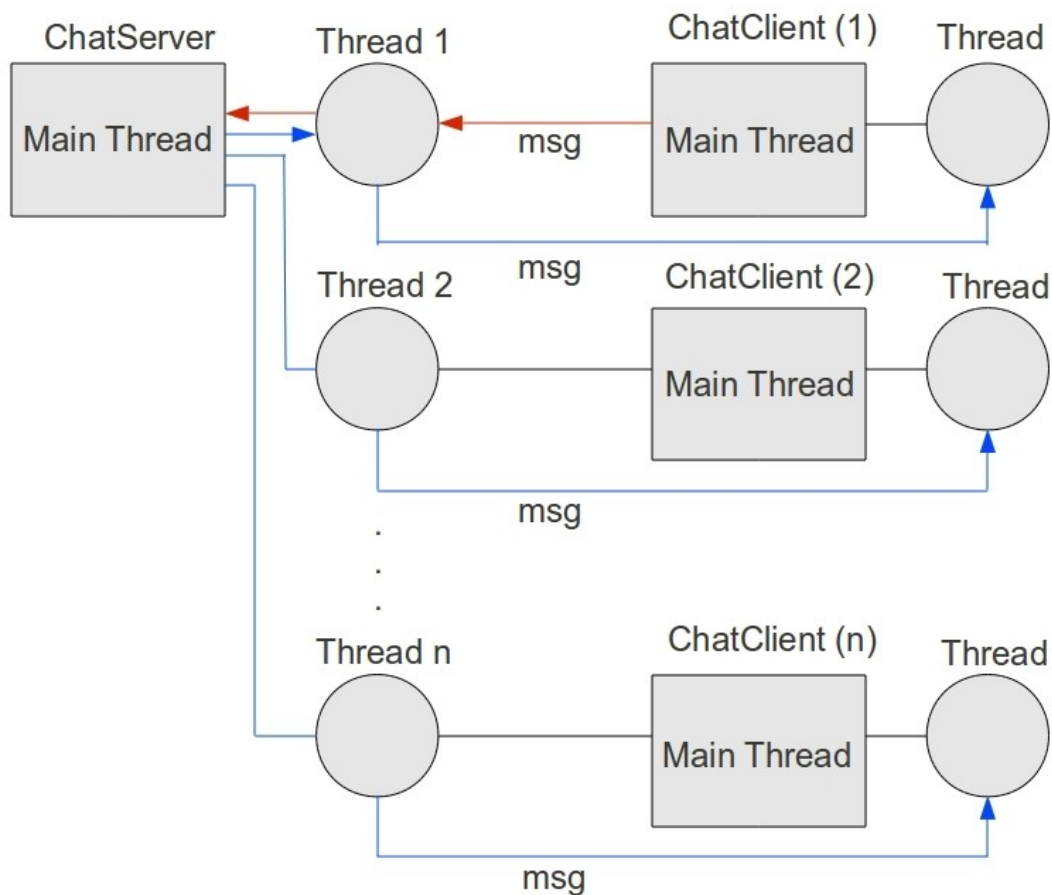 ChatServer
Thread 1
ChatClient (1)
Thread
Main Thread
msg
Main Thread
msg
Thread 2
ChatClient (2)
Thread
Main Thread
msg
.
.
.
Thread n
ChatClient (n)
Thread
Main Thread
msg